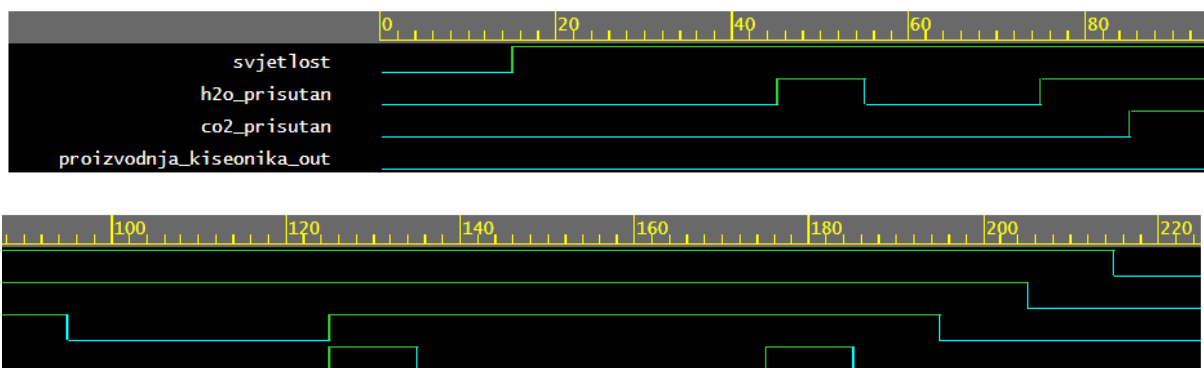 0 20 40 60 80
svjetlost
h2o_prisutan
co2_prisutan
proizvodnja_kiseonika_out
100 120 140 160 180 200 220